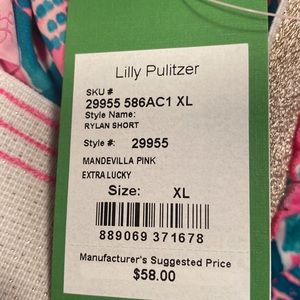 Lilly Pulitzer
SKU #
29955 586AC1 XL
Style Name:
RYLAN SHORT
Style #: 29955
MANDEVILLA PINK
EXTRA LUCKY
Size: XL
889069 371678
Manufacturer's Suggested Price
$58.00